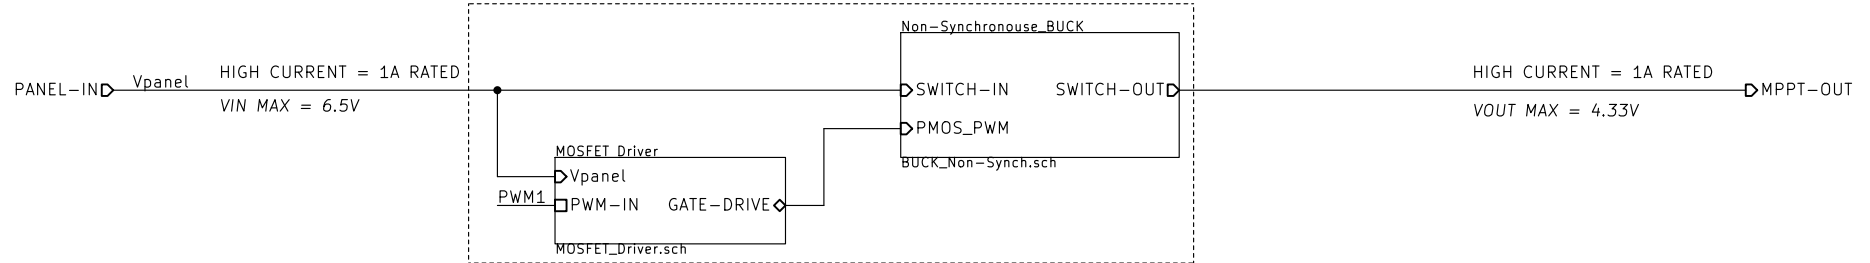 Non-Synchronouse_BUCK
HIGH CURRENT = 1A RATED
HIGH CURRENT = 1A RATED
Vpanel
PANEL-IN
SWITCH-IN
SWITCH-OUT
MPPT-OUT
VIN MAX = 6.5V
VOUT MAX = 4.33V
PMOS_PWM
MOSFET Driver
BUCK_Non-Synch.sch
Vpanel
PWM1
PWM-IN
GATE-DRIVE
MOSFET_Driver.sch